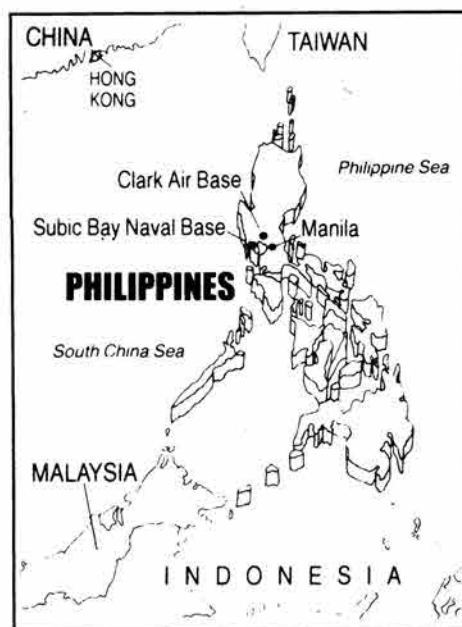 CHINA
TAIWAN
HONG
KONG
Philippine Sea
Clark Air Base
Subic Bay Naval Base
Manila
PHILIPPINES
South China Sea
MALAYSIA
INDONESIA